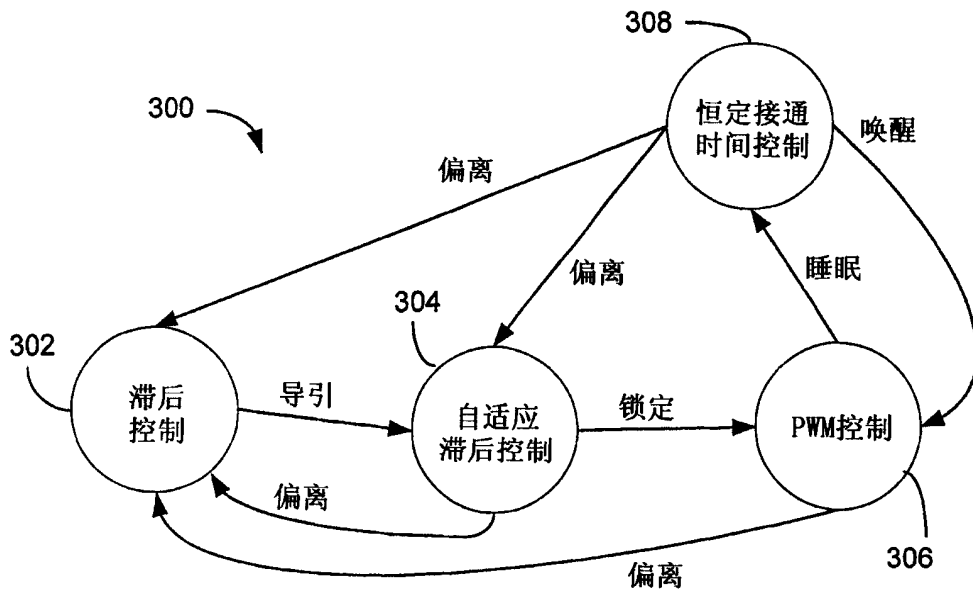 308
300
恒定接通
时间控制
唤醒
偏离
偏离
睡眠
304
302
滞后
控制
导引
自适应
滞后控制
锁定
PWM控制
偏离
306
偏离